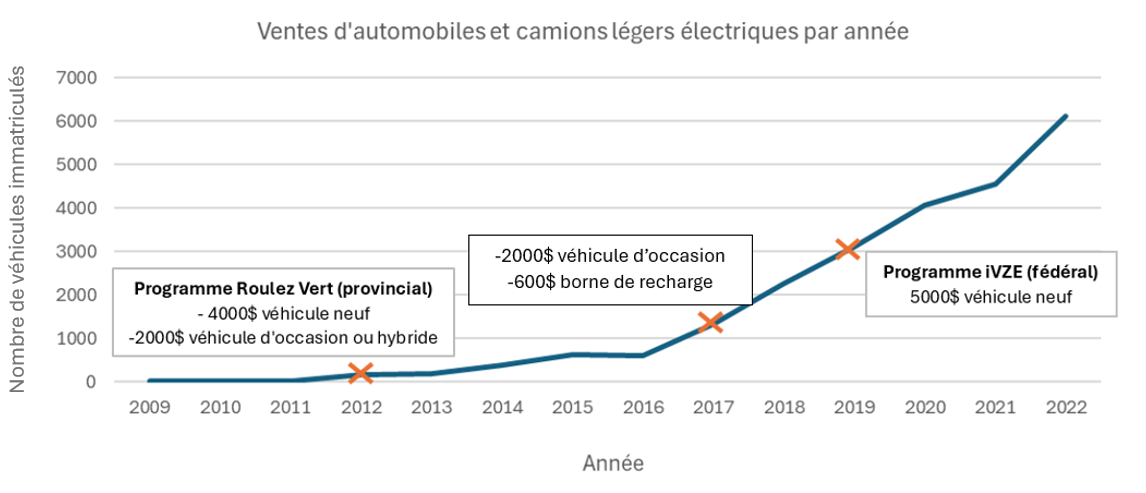 Ventes d'automobiles et camions légers électriques par année
Nombre de véhicules immatriculés
7000
6000
5000
4000
3000
2000
1000
0
Programme Roulez Vert (provincial)
- 4000$ véhicule neuf
-2000$ véhicule d'occasion ou hybride
-2000$ véhicule d’occasion
-600$ borne de recharge
Programme iVZE (fédéral)
5000$ véhicule neuf
2009 2010 2011 2012 2013 2014 2015 2016 2017 2018 2019 2020 2021 2022
Année